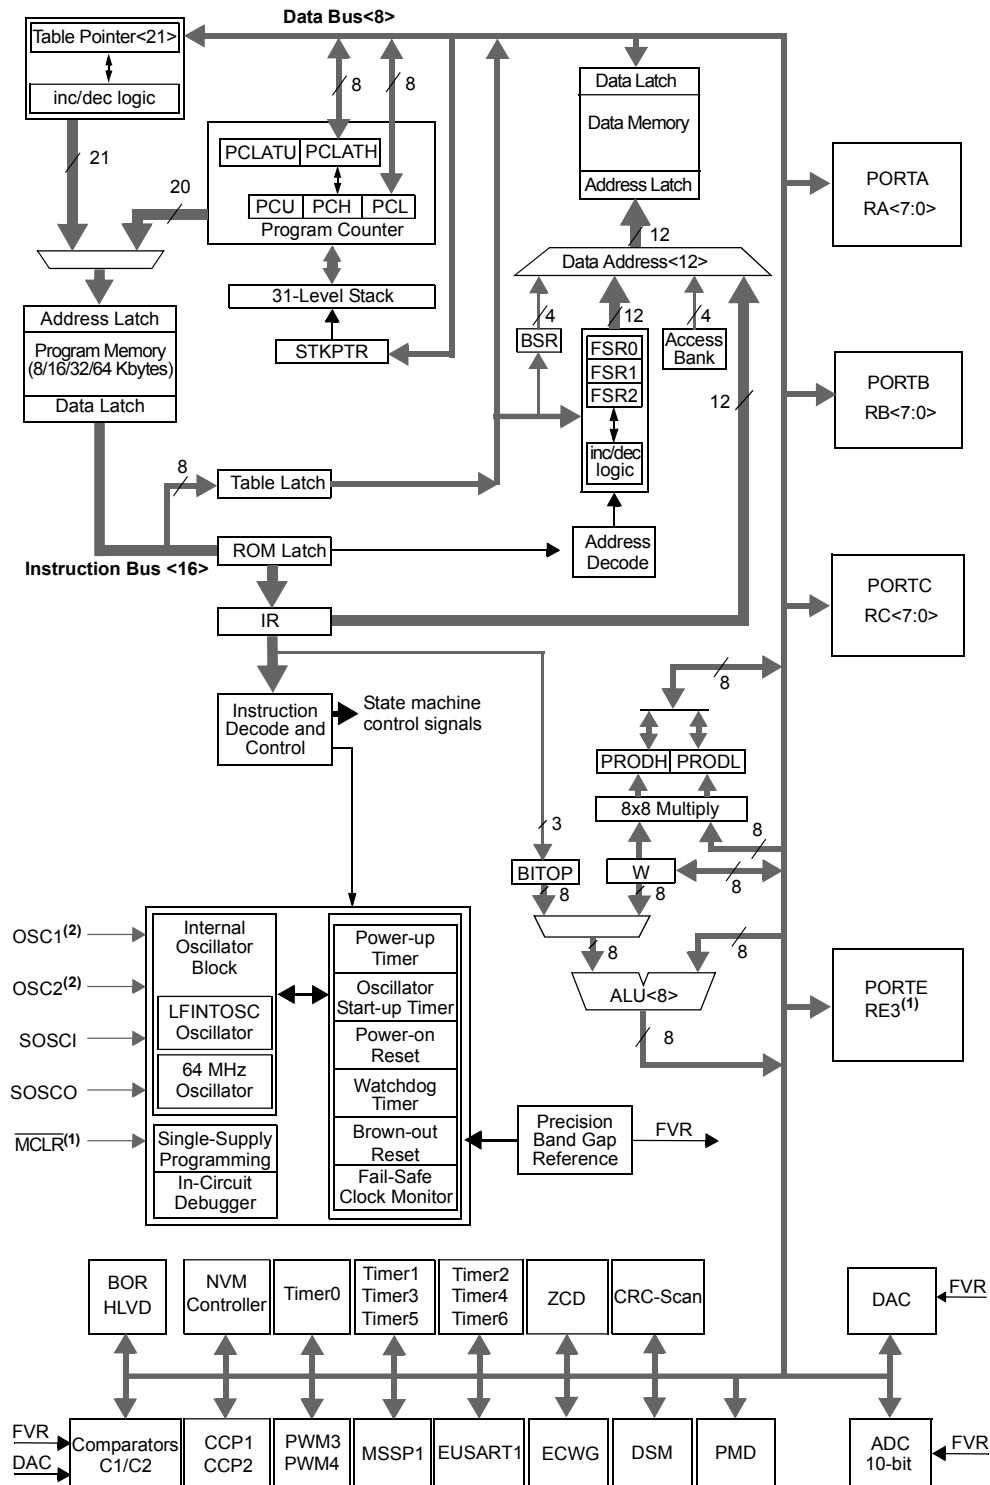 Data Bus<8>
Table Pointer<21>
inc/dec logic
21
20
8
8
PCLATU PCLATH
PCU PCH PCL
Program Counter
31-Level Stack
STKPTR
Data Latch
Data Memory
Address Latch
12
Data Address<12>
4
12
4
BSR
FSR0
FSR1
FSR2
inc/dec
logic
Access
Bank
12
Address
Decode
Address Latch
Program Memory
(8/16/32/64 Kbytes)
Data Latch
8
Table Latch
ROM Latch
Instruction Bus <16>
IR
Instruction
Decode and
Control
State machine
control signals
PORTA
RA<7:0>
PORTB
RB<7:0>
PORTC
RC<7:0>
PORTE
RE3(1)
8
PRODH PRODL
8x8 Multiply
8
3
BITOP
W
8
8
8
8
8
ALU<8>
8
OSC1(2)
OSC2(2)
SOSCI
SOSCO
MCLR(1)
Internal
Oscillator
Block
LFINTOSC
Oscillator
64 MHz
Oscillator
Single-Supply
Programming
In-Circuit
Debugger
Power-up
Timer
Oscillator
Start-up Timer
Power-on
Reset
Watchdog
Timer
Brown-out
Reset
Fail-Safe
Clock Monitor
Precision
Band Gap
Reference
FVR
BOR
HLVD
NVM
Controller
Timer0
Timer1
Timer3
Timer5
Timer2
Timer4
Timer6
ZCD
CRC-Scan
DAC
FVR
FVR
DAC
Comparators
C1/C2
CCP1
CCP2
PWM3
PWM4
MSSP1
EUSART1
ECWG
DSM
PMD
ADC
10-bit
FVR